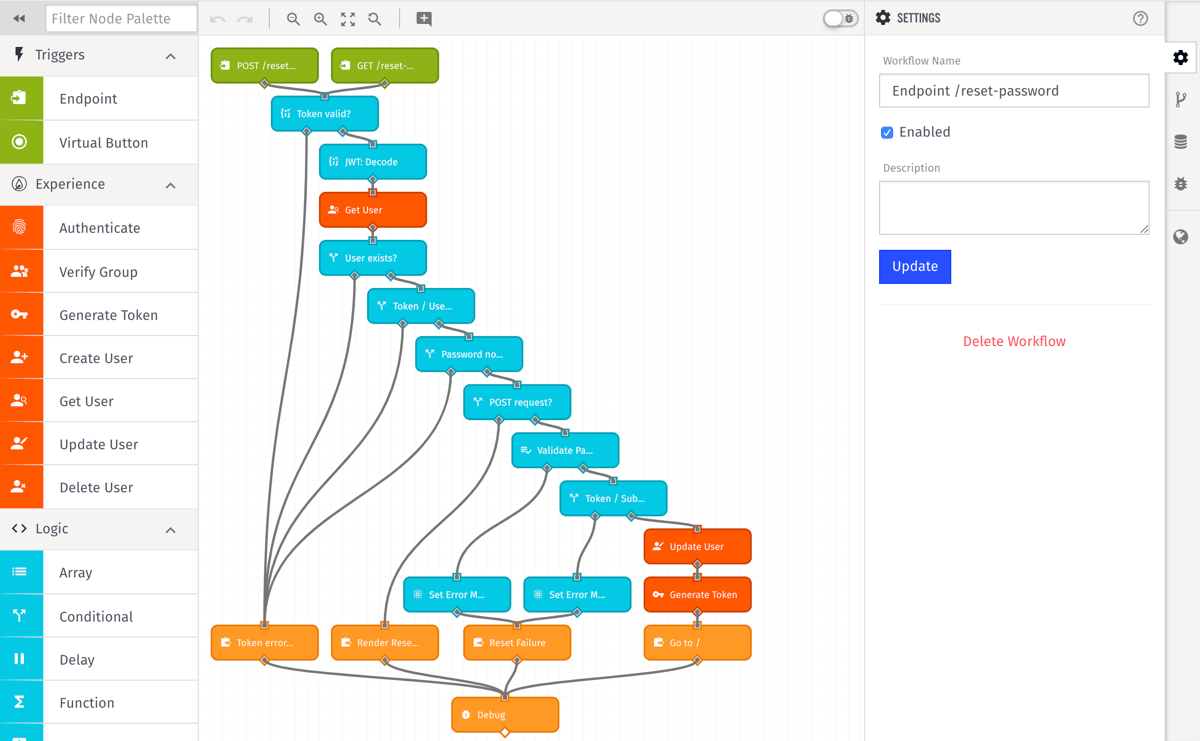 Filter Node Palette
Triggers
Endpoint
Virtual Button
Experience
Authenticate
Verify Group
Generate Token
Create User
Get User
Update User
Delete User
Logic
Array
Conditional
Delay
Function
POST /reset...
GET /reset-...
Token valid?
JWT: Decode
Get User
User exists?
Token / Use...
Password no...
POST request?
Validate Pa...
Token / Sub...
Update User
Set Error M...
Set Error M...
Generate Token
Token error...
Render Rese...
Reset Failure
Go to /
Debug
SETTINGS
Workflow Name
Endpoint /reset-password
Enabled
Description
Update
Delete Workflow